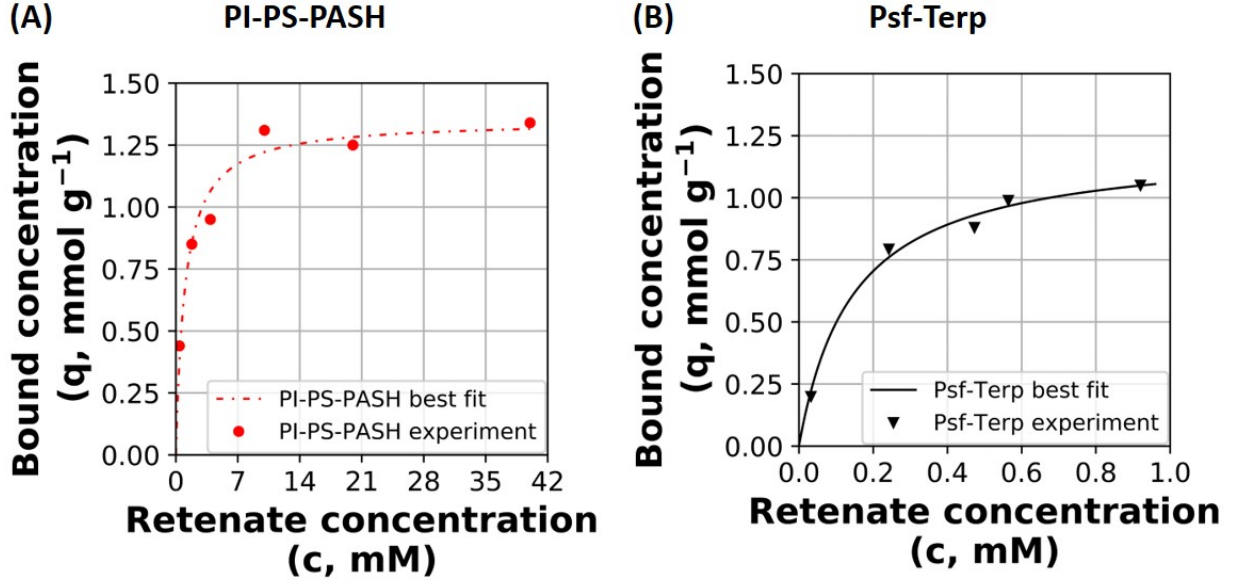 (A) PI-PS-PASH
Bound concentration
(q, mmol g⁻¹)
1.50
1.25
1.00
0.75
0.50
0.25
0.00
PI-PS-PASH best fit
PI-PS-PASH experiment
0 7 14 21 28 35 42
Retenate concentration
(c, mM)
(B) Psf-Terp
Bound concentration
(q, mmol g⁻¹)
1.50
1.25
1.00
0.75
0.50
0.25
0.00
Psf-Terp best fit
Psf-Terp experiment
0.0 0.2 0.4 0.6 0.8 1.0
Retenate concentration
(c, mM)